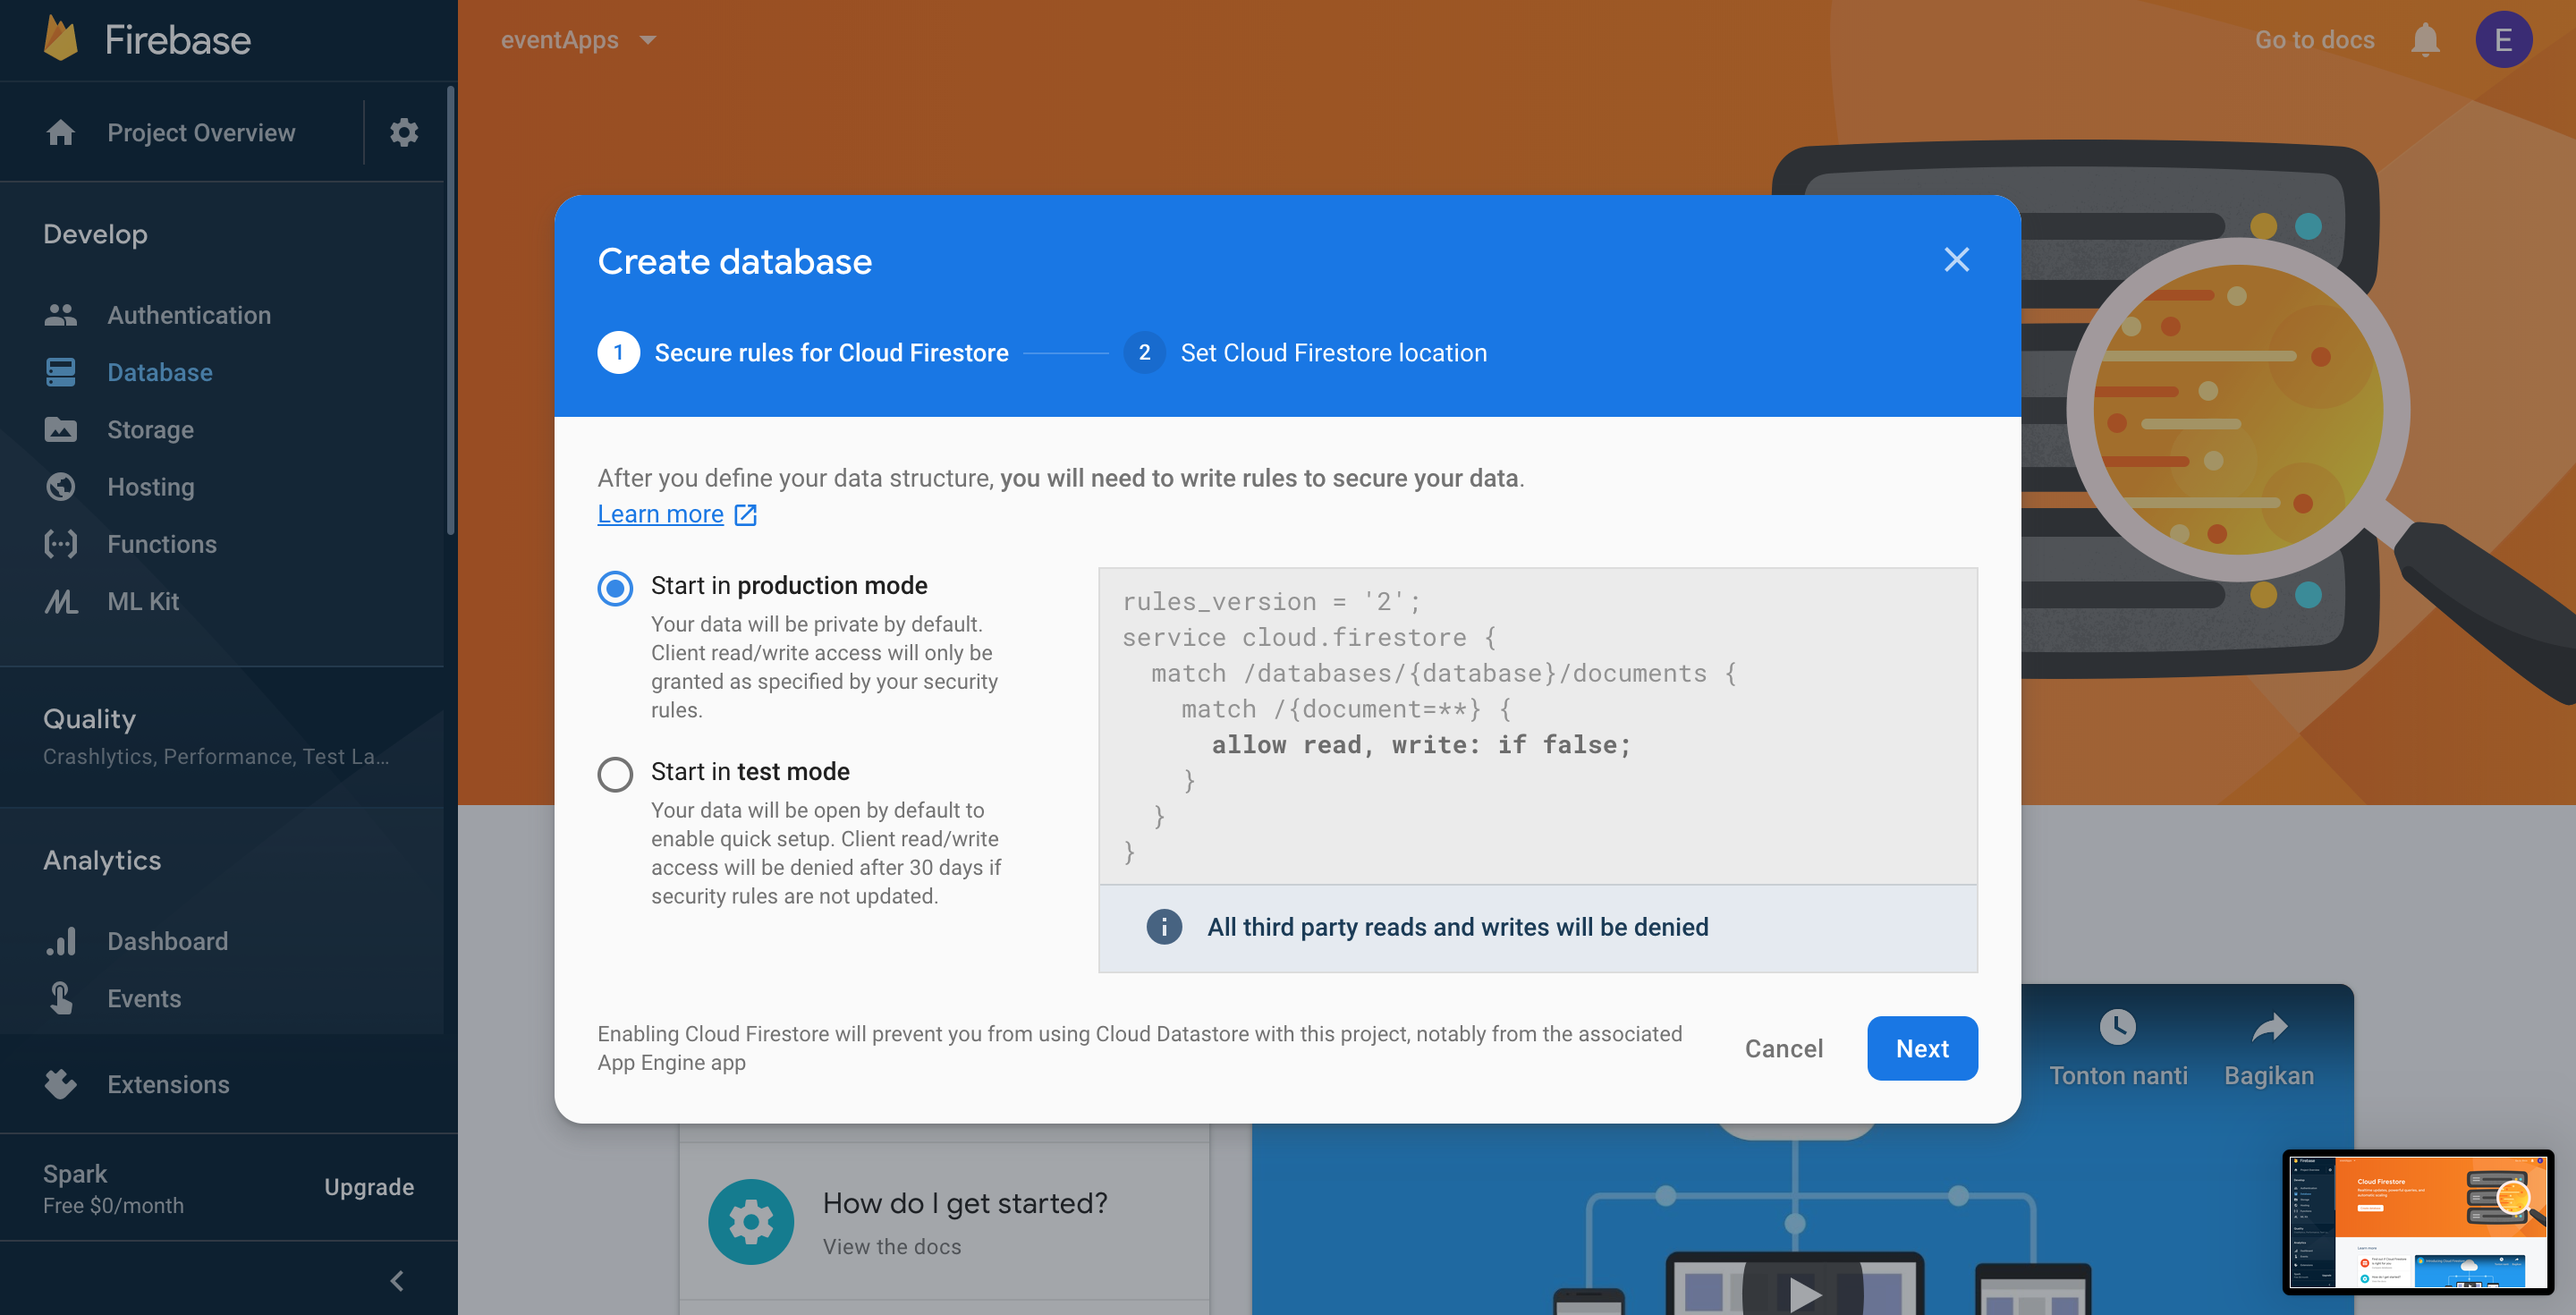 Firebase
eventApps
Go to docs
E
Project Overview
Develop
Authentication
Database
Storage
Hosting
Functions
ML Kit
Quality
Crashlytics, Performance, Test La...
Analytics
Dashboard
Events
Extensions
Spark
Free $0/month
Upgrade
Create database
1 Secure rules for Cloud Firestore
2 Set Cloud Firestore location
After you define your data structure, you will need to write rules to secure your data.
Learn more
Start in production mode
Your data will be private by default.
Client read/write access will only be
granted as specified by your security
rules.
Start in test mode
Your data will be open by default to
enable quick setup. Client read/write
access will be denied after 30 days if
security rules are not updated.
rules_version = '2';
service cloud.firestore {
match /databases/{database}/documents {
match /{document=**} {
allow read, write: if false;
}
}
}
All third party reads and writes will be denied
Enabling Cloud Firestore will prevent you from using Cloud Datastore with this project, notably from the associated
App Engine app
Cancel
Next
Tonton nanti
Bagikan
How do I get started?
View the docs
Cloud Firestore